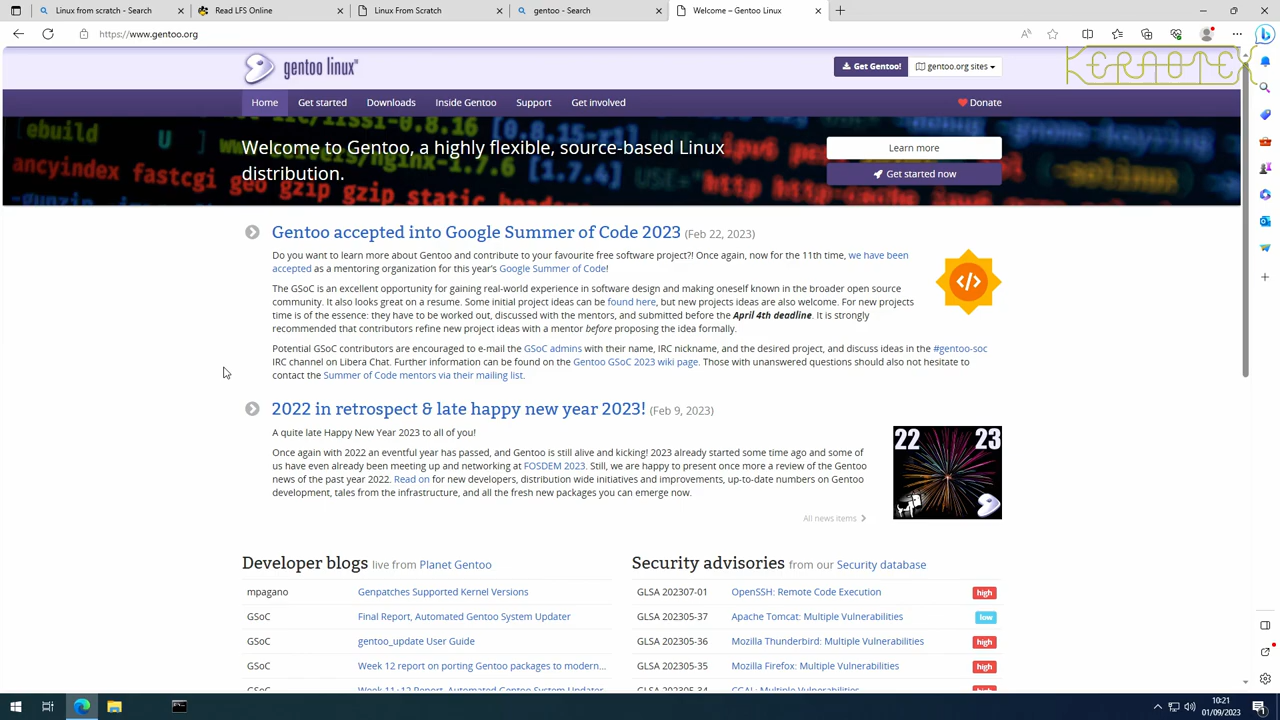 Linux from scratch - Search
Read LFS Online
Linux From Scratch
gentoo - Search
Welcome – Gentoo Linux
https://www.gentoo.org
gentoo linux
Get Gentoo!
gentoo.org sites
KERNOTEX
Home
Get started
Downloads
Inside Gentoo
Support
Get involved
Donate
ebuild
[1.7.4]
ancyindex fastcgi
geo gzip gzip_static
Welcome to Gentoo, a highly flexible, source-based Linux
distribution.
Learn more
Get started now
Gentoo accepted into Google Summer of Code 2023 (Feb 22, 2023)
Do you want to learn more about Gentoo and contribute to your favourite free software project?! Once again, now for the 11th time, we have been
accepted as a mentoring organization for this year's Google Summer of Code!
The GSoC is an excellent opportunity for gaining real-world experience in software design and making oneself known in the broader open source
community. It also looks great on a resume. Some initial project ideas can be found here, but new projects ideas are also welcome. For new projects
time is of the essence: they have to be worked out, discussed with the mentors, and submitted before the April 4th deadline. It is strongly
recommended that contributors refine new project ideas with a mentor before proposing the idea formally.
Potential GSoC contributors are encouraged to e-mail the GSoC admins with their name, IRC nickname, and the desired project, and discuss ideas in the #gentoo-soc
IRC channel on Libera Chat. Further information can be found on the Gentoo GSoC 2023 wiki page. Those with unanswered questions should also not hesitate to
contact the Summer of Code mentors via their mailing list.
</>
2022 in retrospect & late happy new year 2023! (Feb 9, 2023)
A quite late Happy New Year 2023 to all of you!
Once again with 2022 an eventful year has passed, and Gentoo is still alive and kicking! 2023 already started some time ago and some of
us have even already been meeting up and networking at FOSDEM 2023. Still, we are happy to present once more a review of the Gentoo
news of the past year 2022. Read on for new developers, distribution wide initiatives and improvements, up-to-date numbers on Gentoo
development, tales from the infrastructure, and all the fresh new packages you can emerge now.
22 23
All news items
Developer blogs live from Planet Gentoo
mpagano Genpatches Supported Kernel Versions
GSoC Final Report, Automated Gentoo System Updater
GSoC gentoo_update User Guide
GSoC Week 12 report on porting Gentoo packages to modern...
GSoC Week 11+12 Report, Automated Gentoo System Updater
Security advisories from our Security database
GLSA 202307-01 OpenSSH: Remote Code Execution high
GLSA 202305-37 Apache Tomcat: Multiple Vulnerabilities low
GLSA 202305-36 Mozilla Thunderbird: Multiple Vulnerabilities high
GLSA 202305-35 Mozilla Firefox: Multiple Vulnerabilities high
GLSA 202305-34 CGAL: Multiple Vulnerabilities high
10:21
01/09/2023